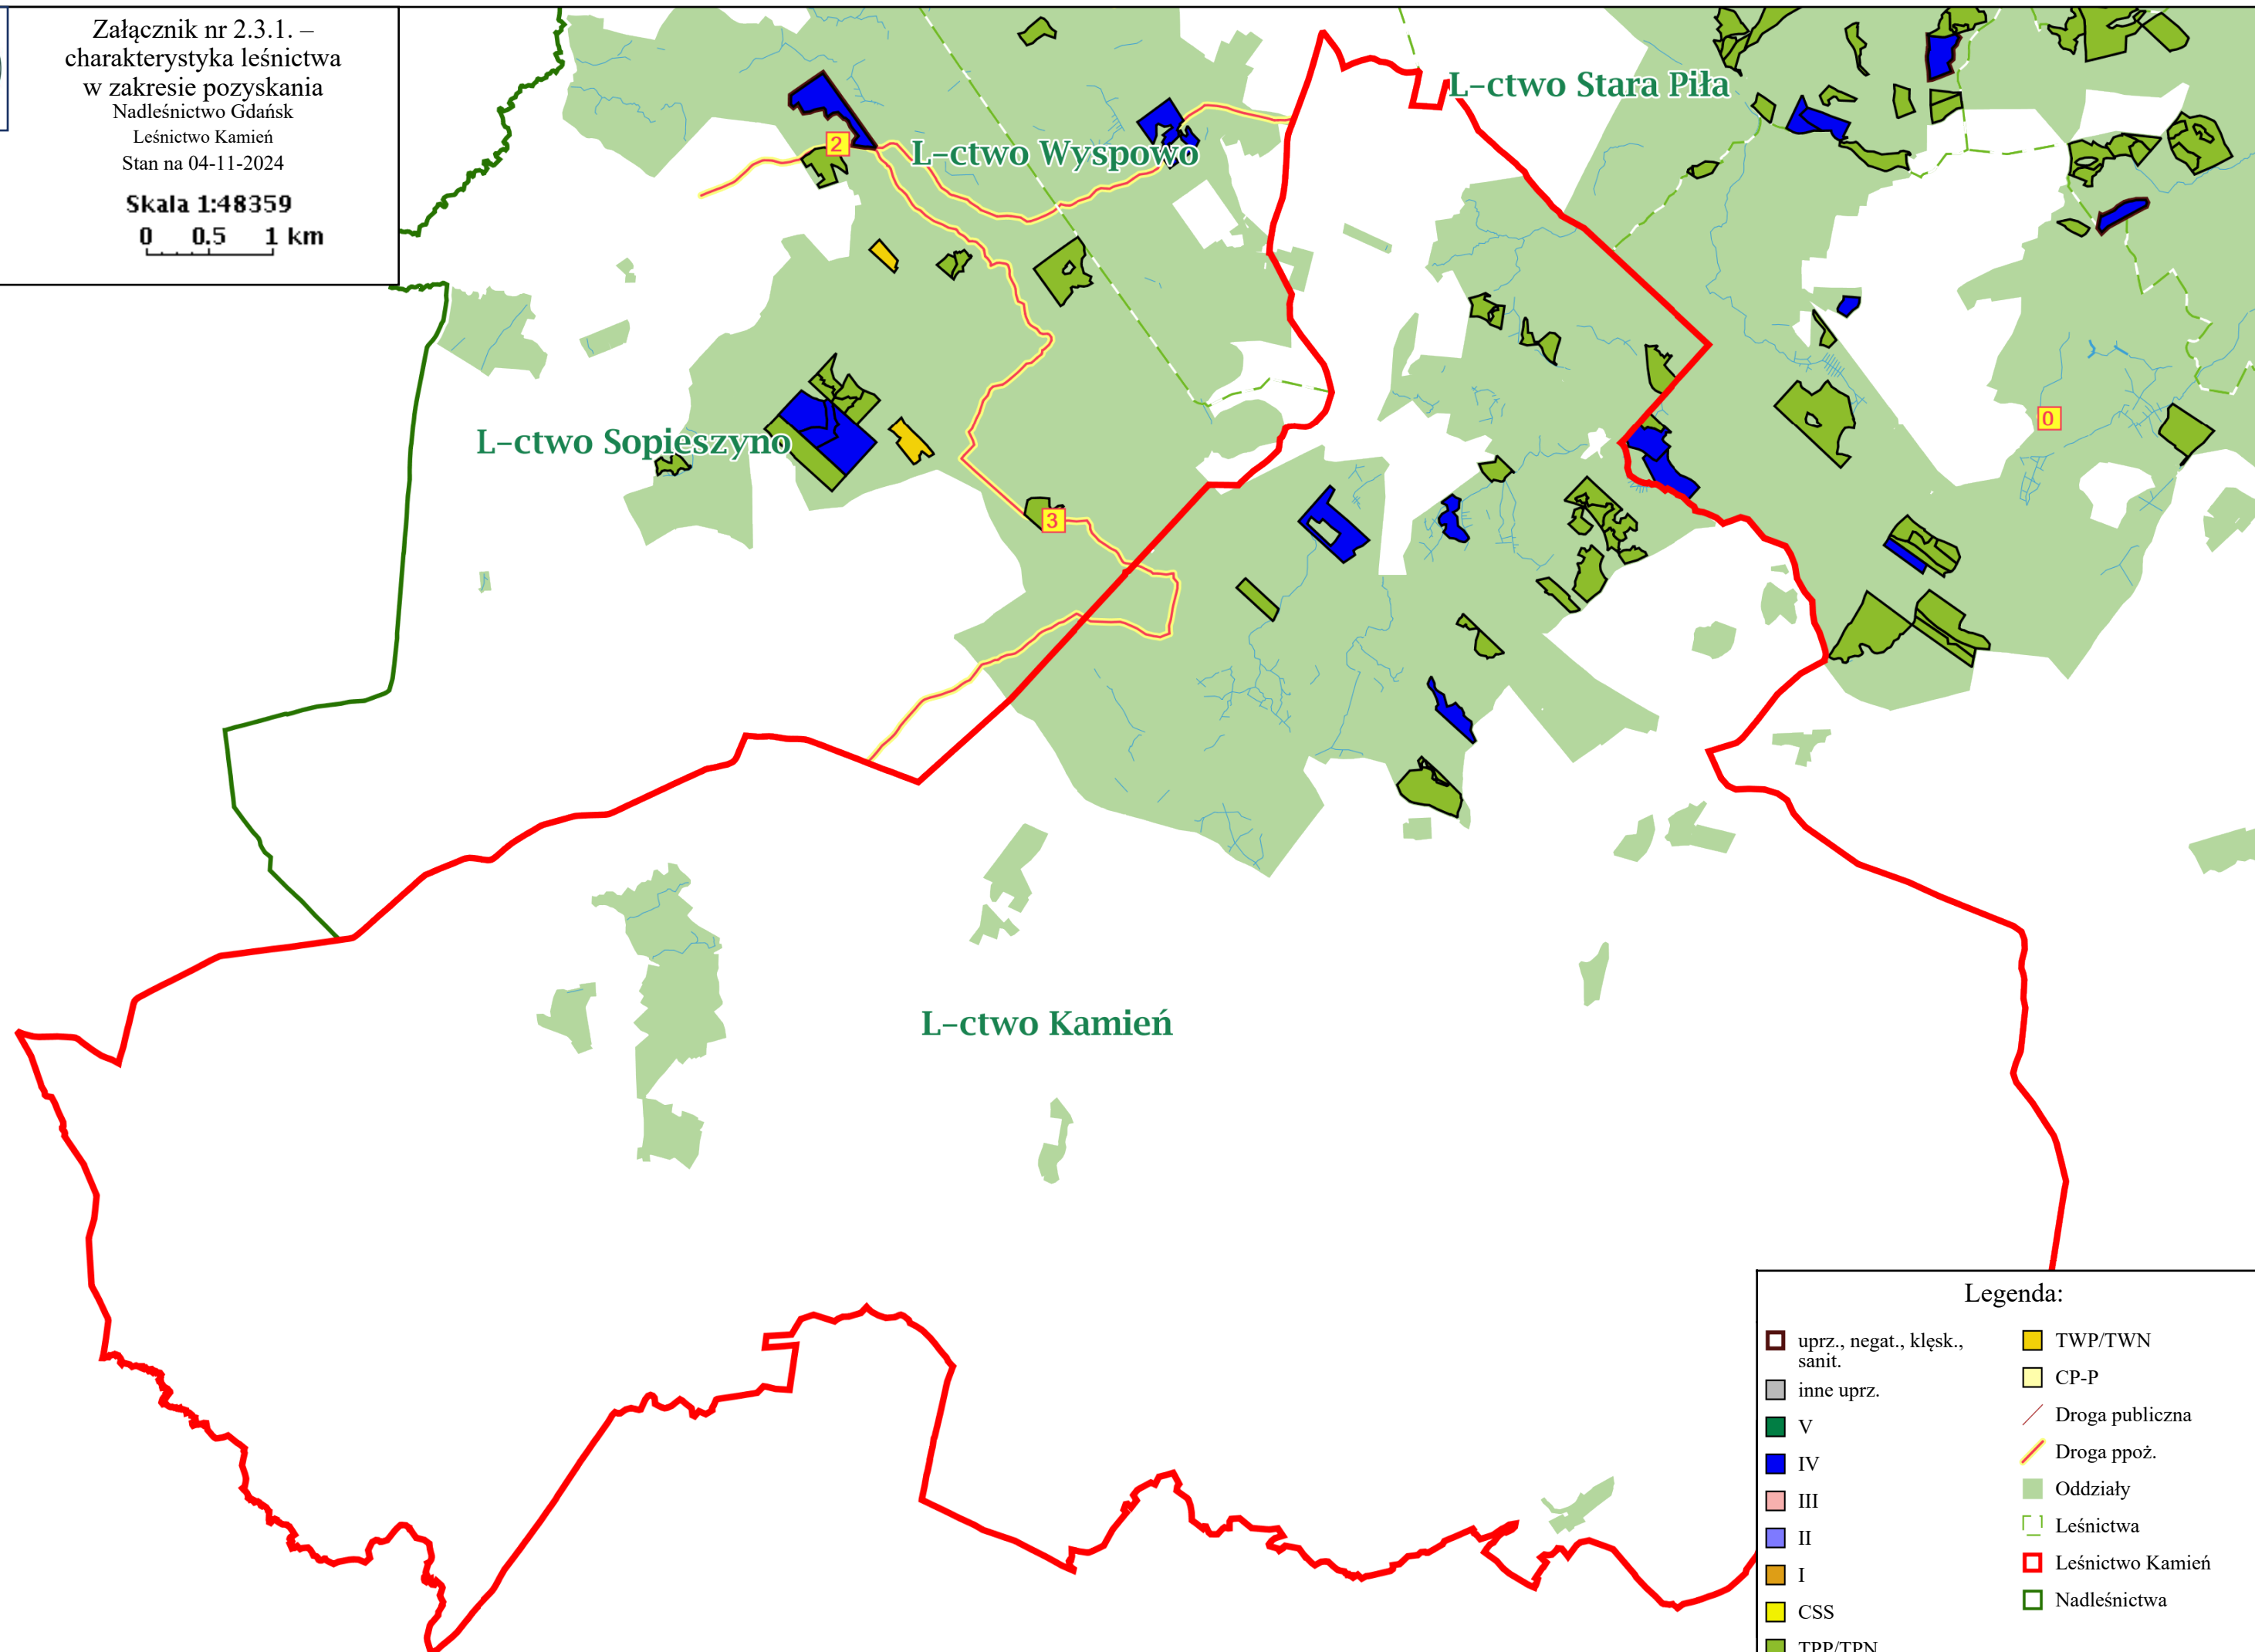 Załącznik nr 2.3.1. –
charakterystyka leśnictwa
w zakresie pozyskania
Nadleśnictwo Gdańsk
Leśnictwo Kamień
Stan na 04-11-2024
Skala 1:48359
0 0.5 1 km
L-ctwo Stara Piła
2
L-ctwo Wyspowo
0
L-ctwo Sopieszyno
3
L-ctwo Kamień
Legenda:
uprz., negat., klęsk.,
sanit.
inne uprz.
V
IV
III
II
I
CSS
TPP/TPN
TWP/TWN
CP-P
Droga publiczna
Droga ppoż.
Oddziały
Leśnictwa
Leśnictwo Kamień
Nadleśnictwa